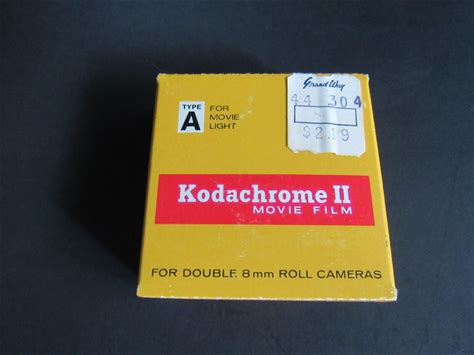 Grand Way
44 304
$2.19
TYPE
A
FOR
MOVIE
LIGHT
Kodachrome II
MOVIE FILM
FOR DOUBLE 8mm ROLL CAMERAS